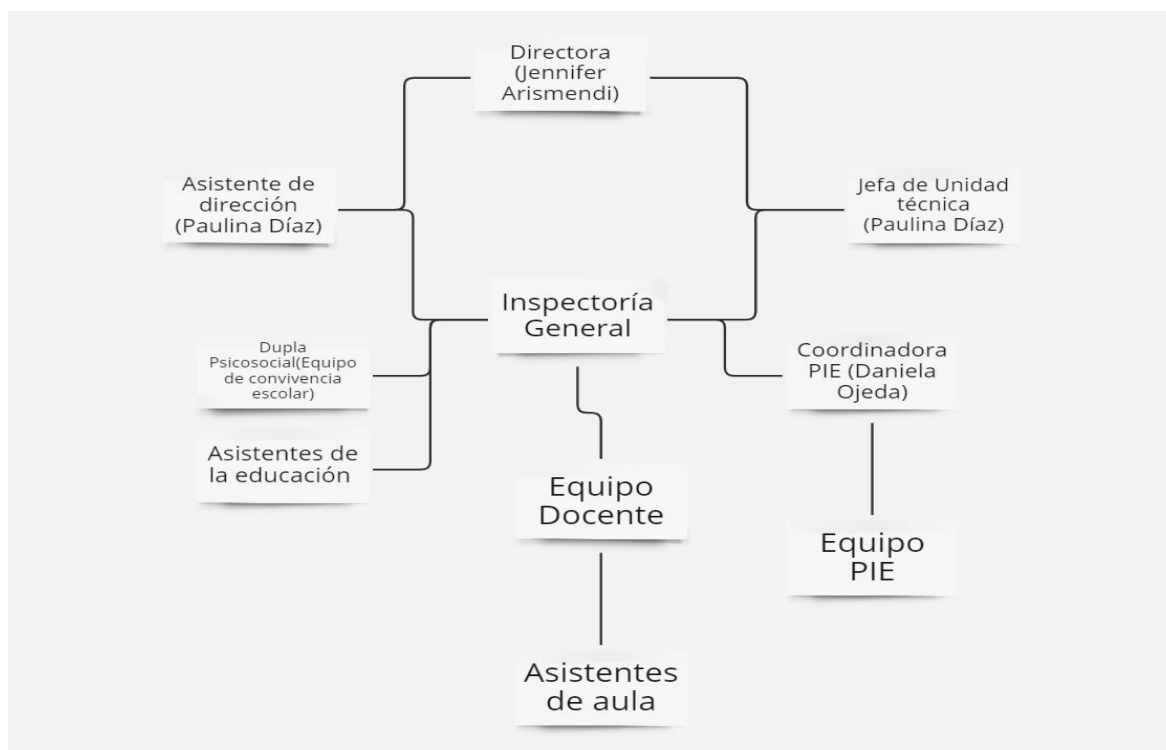 Directora
(Jennifer
Arismendi)
Asistente de
dirección
(Paulina Díaz)
Jefa de Unidad
técnica
(Paulina Díaz)
Inspectoría
General
Dupla
Psicosocial(Equipo
de convivencia
escolar)
Coordinadora
PIE (Daniela
Ojeda)
Asistentes de
la educación
Equipo
Docente
Equipo
PIE
Asistentes
de aula